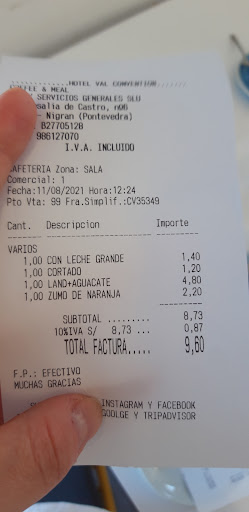 ...........HOTEL VAL CONVENTION.......
& MEAL
SERVICIOS GENERALES SLU
salia de Castro, nº6
- Nigran (Pontevedra)
B27705128
986127070
I.V.A. INCLUIDO
CAFETERIA Zona: SALA
Comercial: 1
Fecha:11/08/2021 Hora:12:24
Pto Vta: 99 Fra.Simplif.:CV35349
Cant. Descripcion Importe
VARIOS
1,00 CON LECHE GRANDE 1,40
1,00 CORTADO 1,20
1,00 LAND+AGUACATE 4,80
1,00 ZUMO DE NARANJA 2,20
SUBTOTAL ......... 8,73
10%IVA S/ 8,73 ... 0,87
TOTAL FACTURA..... 9,60
F.P.: EFECTIVO
MUCHAS GRACIAS
INSTAGRAM Y FACEBOOK
GOOLGE Y TRIPADVISOR